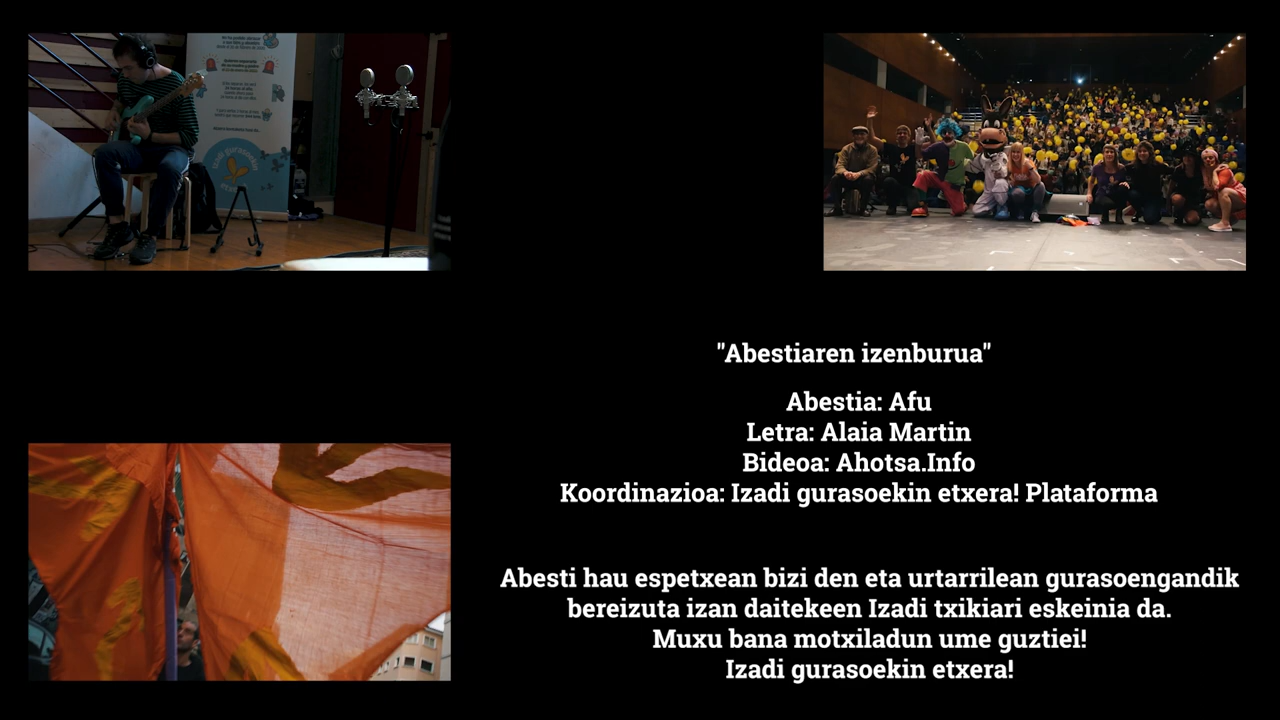 Izadi gurasoekin
"Abestiaren izenburua"
Abestia: Afu
Letra: Alaia Martin
Bideoa: Ahotsa.Info
Koordinazioa: Izadi gurasoekin etxera! Plataforma
Abesti hau espetxean bizi den eta urtarrilean gurasoengandik
bereizuta izan daitekeen Izadi txikiari eskeinia da.
Muxu bana motxiladun ume guztiei!
Izadi gurasoekin etxera!